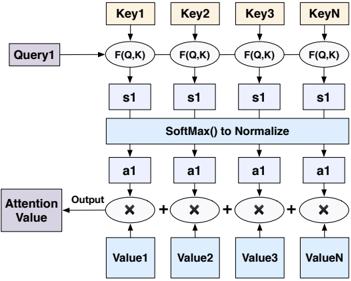 Key1 Key2 Key3 KeyN
Query1 F(Q,K) F(Q,K) F(Q,K) F(Q,K)
s1 s1 s1 s1
SoftMax() to Normalize
a1 a1 a1 a1
Attention
Value
Output
× + × + × + ×
Value1 Value2 Value3 ValueN